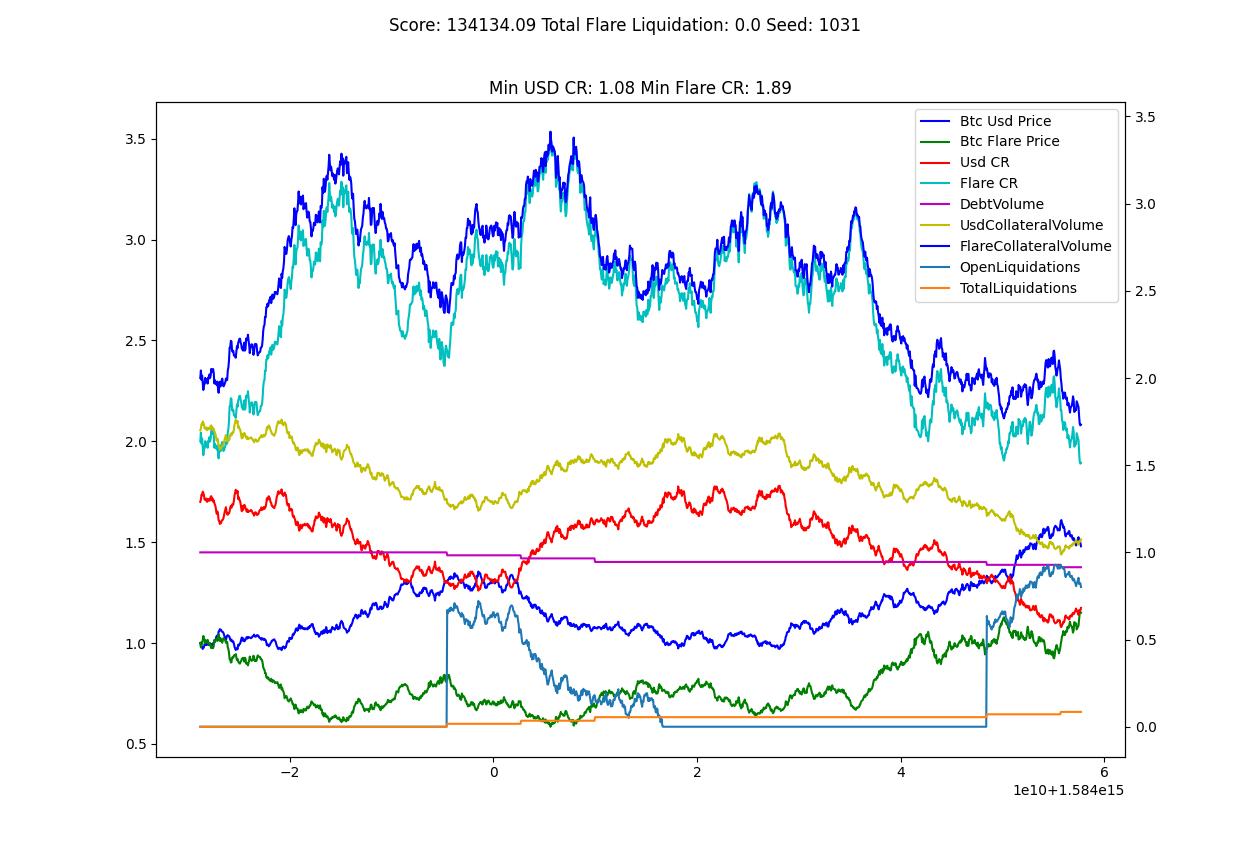 Score: 134134.09 Total Flare Liquidation: 0.0 Seed: 1031
Min USD CR: 1.08 Min Flare CR: 1.89
Btc Usd Price
Btc Flare Price
Usd CR
Flare CR
DebtVolume
UsdCollateralVolume
FlareCollateralVolume
OpenLiquidations
TotalLiquidations
3.5
3.0
2.5
2.0
1.5
1.0
0.5
3.5
3.0
2.5
2.0
1.5
1.0
0.5
0.0
−2 0 2 4 6
1e10+1.584e15